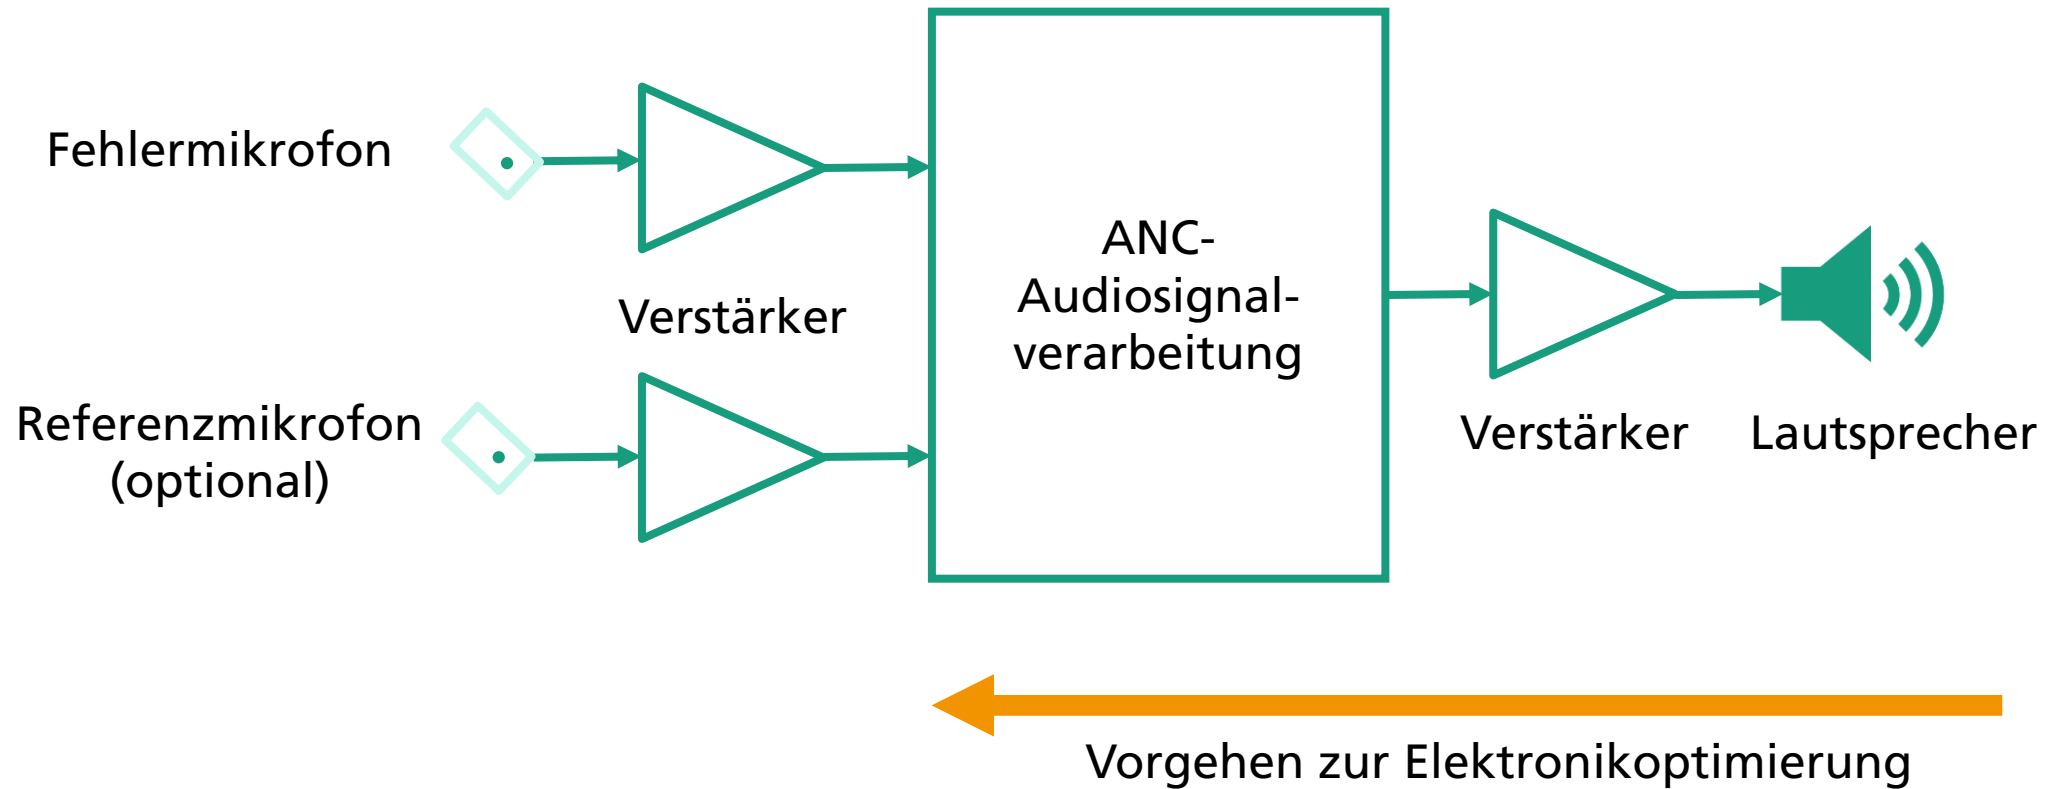 Fehlermikrofon
Verstärker
Referenzmikrofon
(optional)
ANC-
Audiosignal-
verarbeitung
Verstärker
Lautsprecher
Vorgehen zur Elektronikoptimierung